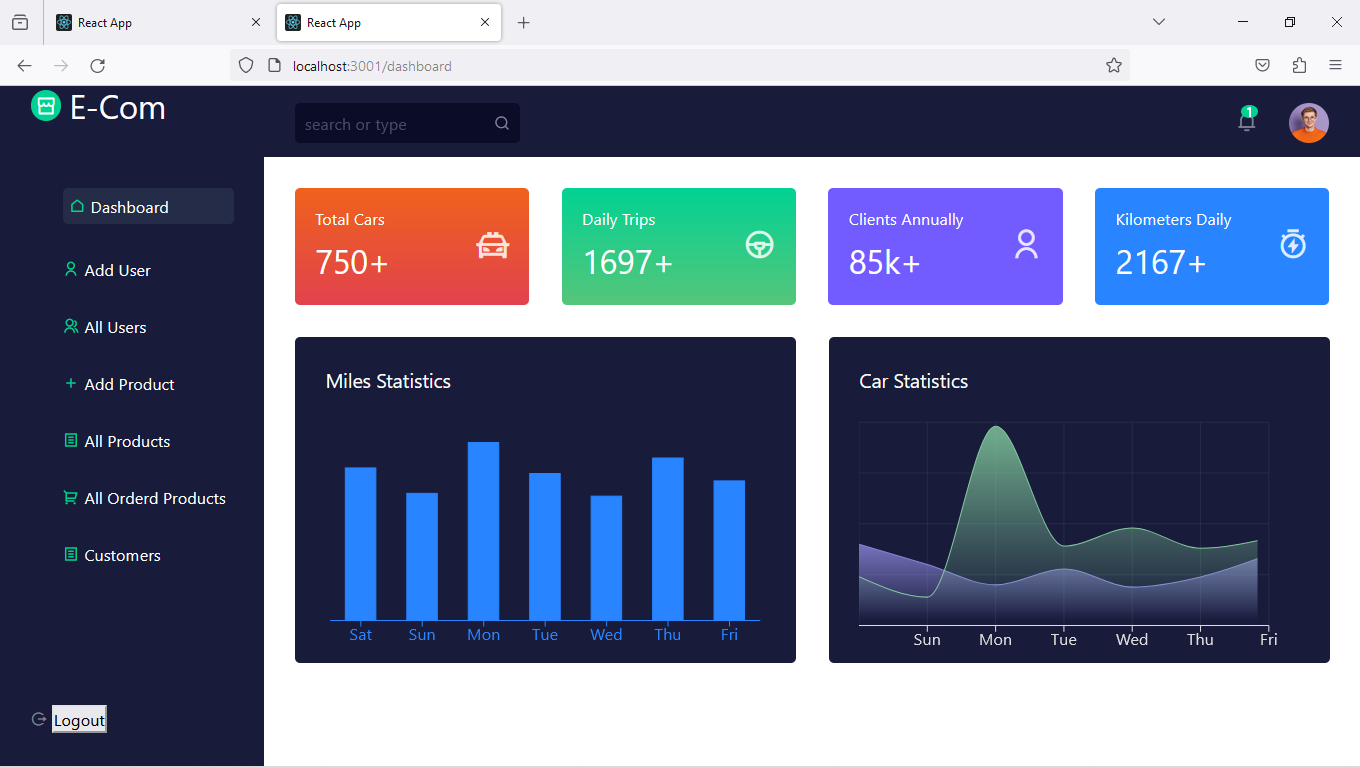 React App
React App
localhost:3001/dashboard
E-Com
search or type
1
Dashboard
Add User
All Users
Add Product
All Products
All Orderd Products
Customers
Logout
Total Cars
750+
Daily Trips
1697+
Clients Annually
85k+
Kilometers Daily
2167+
Miles Statistics
Sat Sun Mon Tue Wed Thu Fri
Car Statistics
Sun Mon Tue Wed Thu Fri